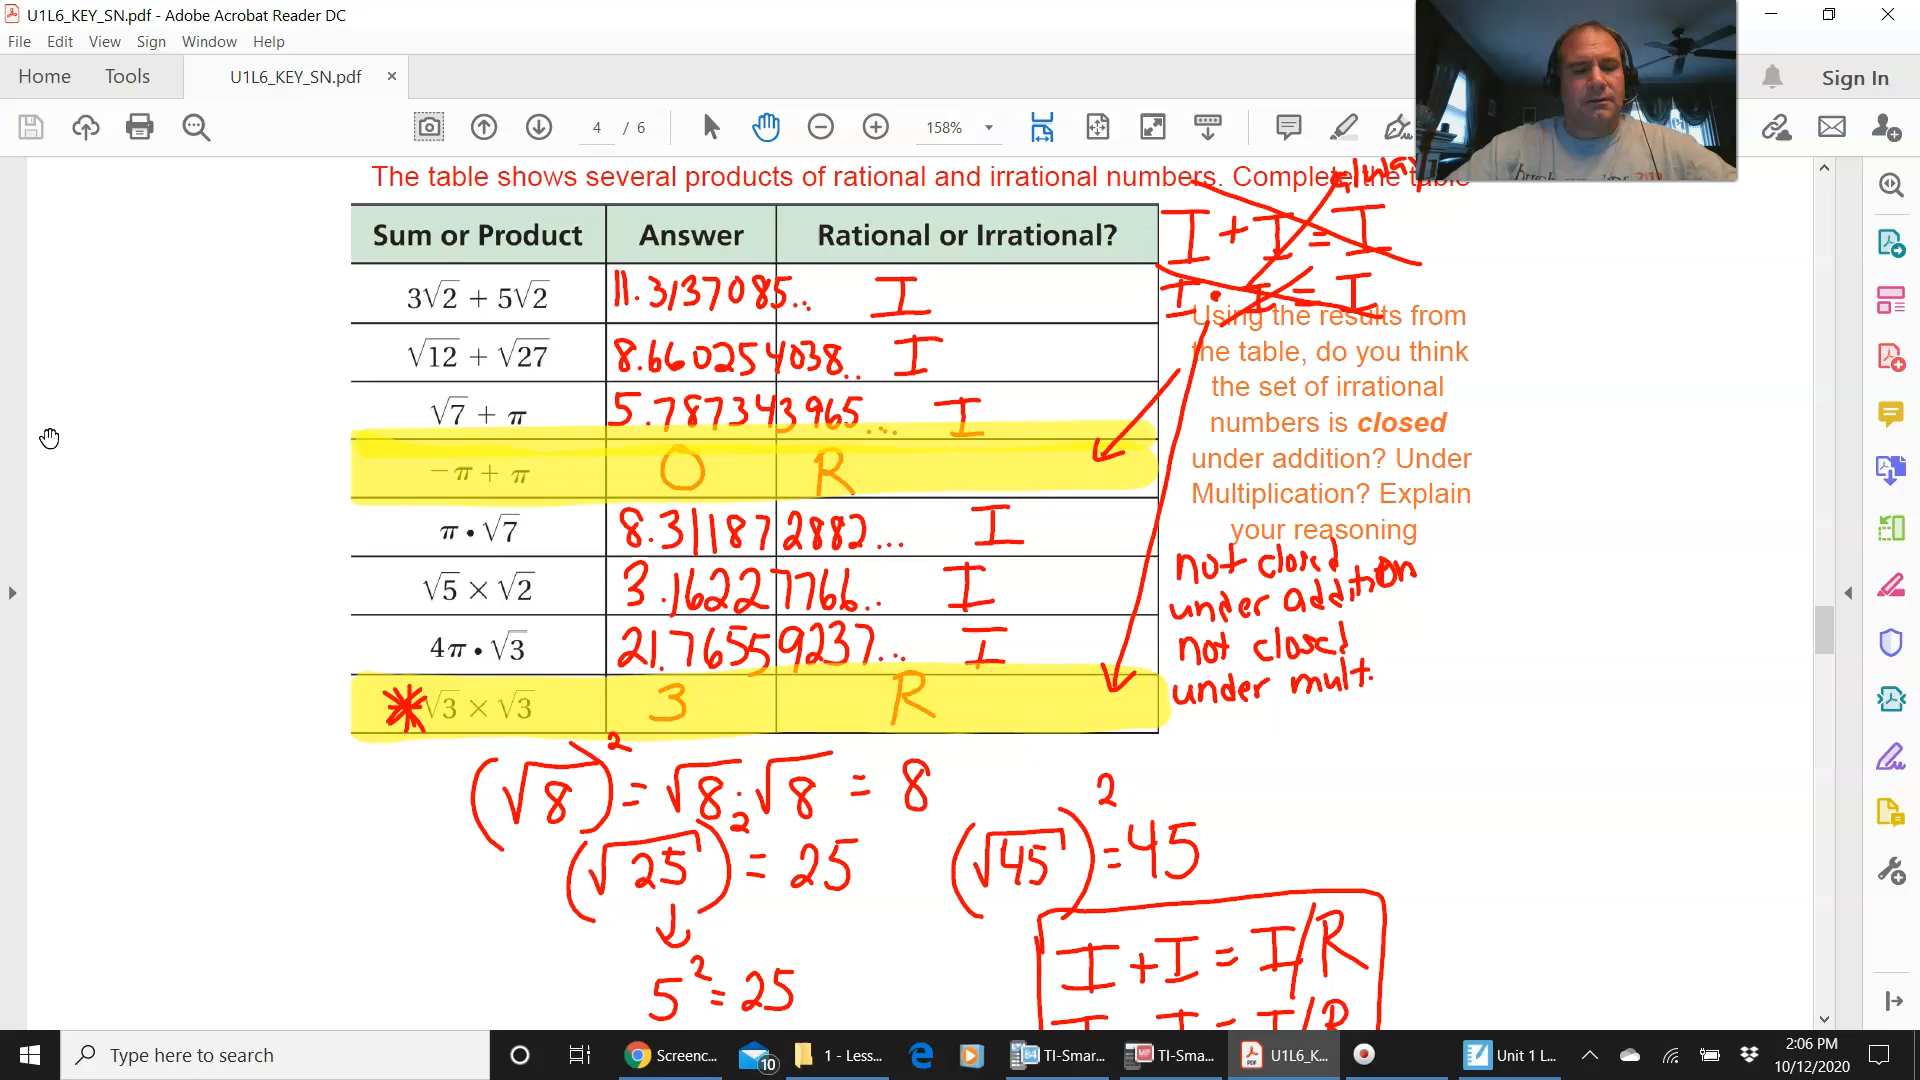 U1L6_KEY_SN.pdf - Adobe Acrobat Reader DC
File Edit View Sign Window Help
Home Tools U1L6_KEY_SN.pdf × Sign In
4 / 6 158%
The table shows several products of rational and irrational numbers. Complete the table
always
Sum or Product Answer Rational or Irrational?
I + I = I
I · I = I
3√2 + 5√2 11.3137085.. I
√12 + √27 8.660254038.. I
√7 + π 5.787343965... I
-π + π 0 R
π • √7 8.311872882... I
√5 × √2 3.16227766.. I
4π • √3 21.76559237... I
√3 × √3 3 R
Using the results from
the table, do you think
the set of irrational
numbers is closed
under addition? Under
Multiplication? Explain
your reasoning
not closed
under addition
not closed
under mult.
(√8)² = √8 · √8 = 8
(√25)² = 25
(√45)² = 45
5² = 25
I + I = I/R
I I = I/R
Type here to search
Screenc...
10
1 - Less...
TI-Smar...
TI-Sma...
U1L6_K...
Unit 1 L...
2:06 PM
10/12/2020